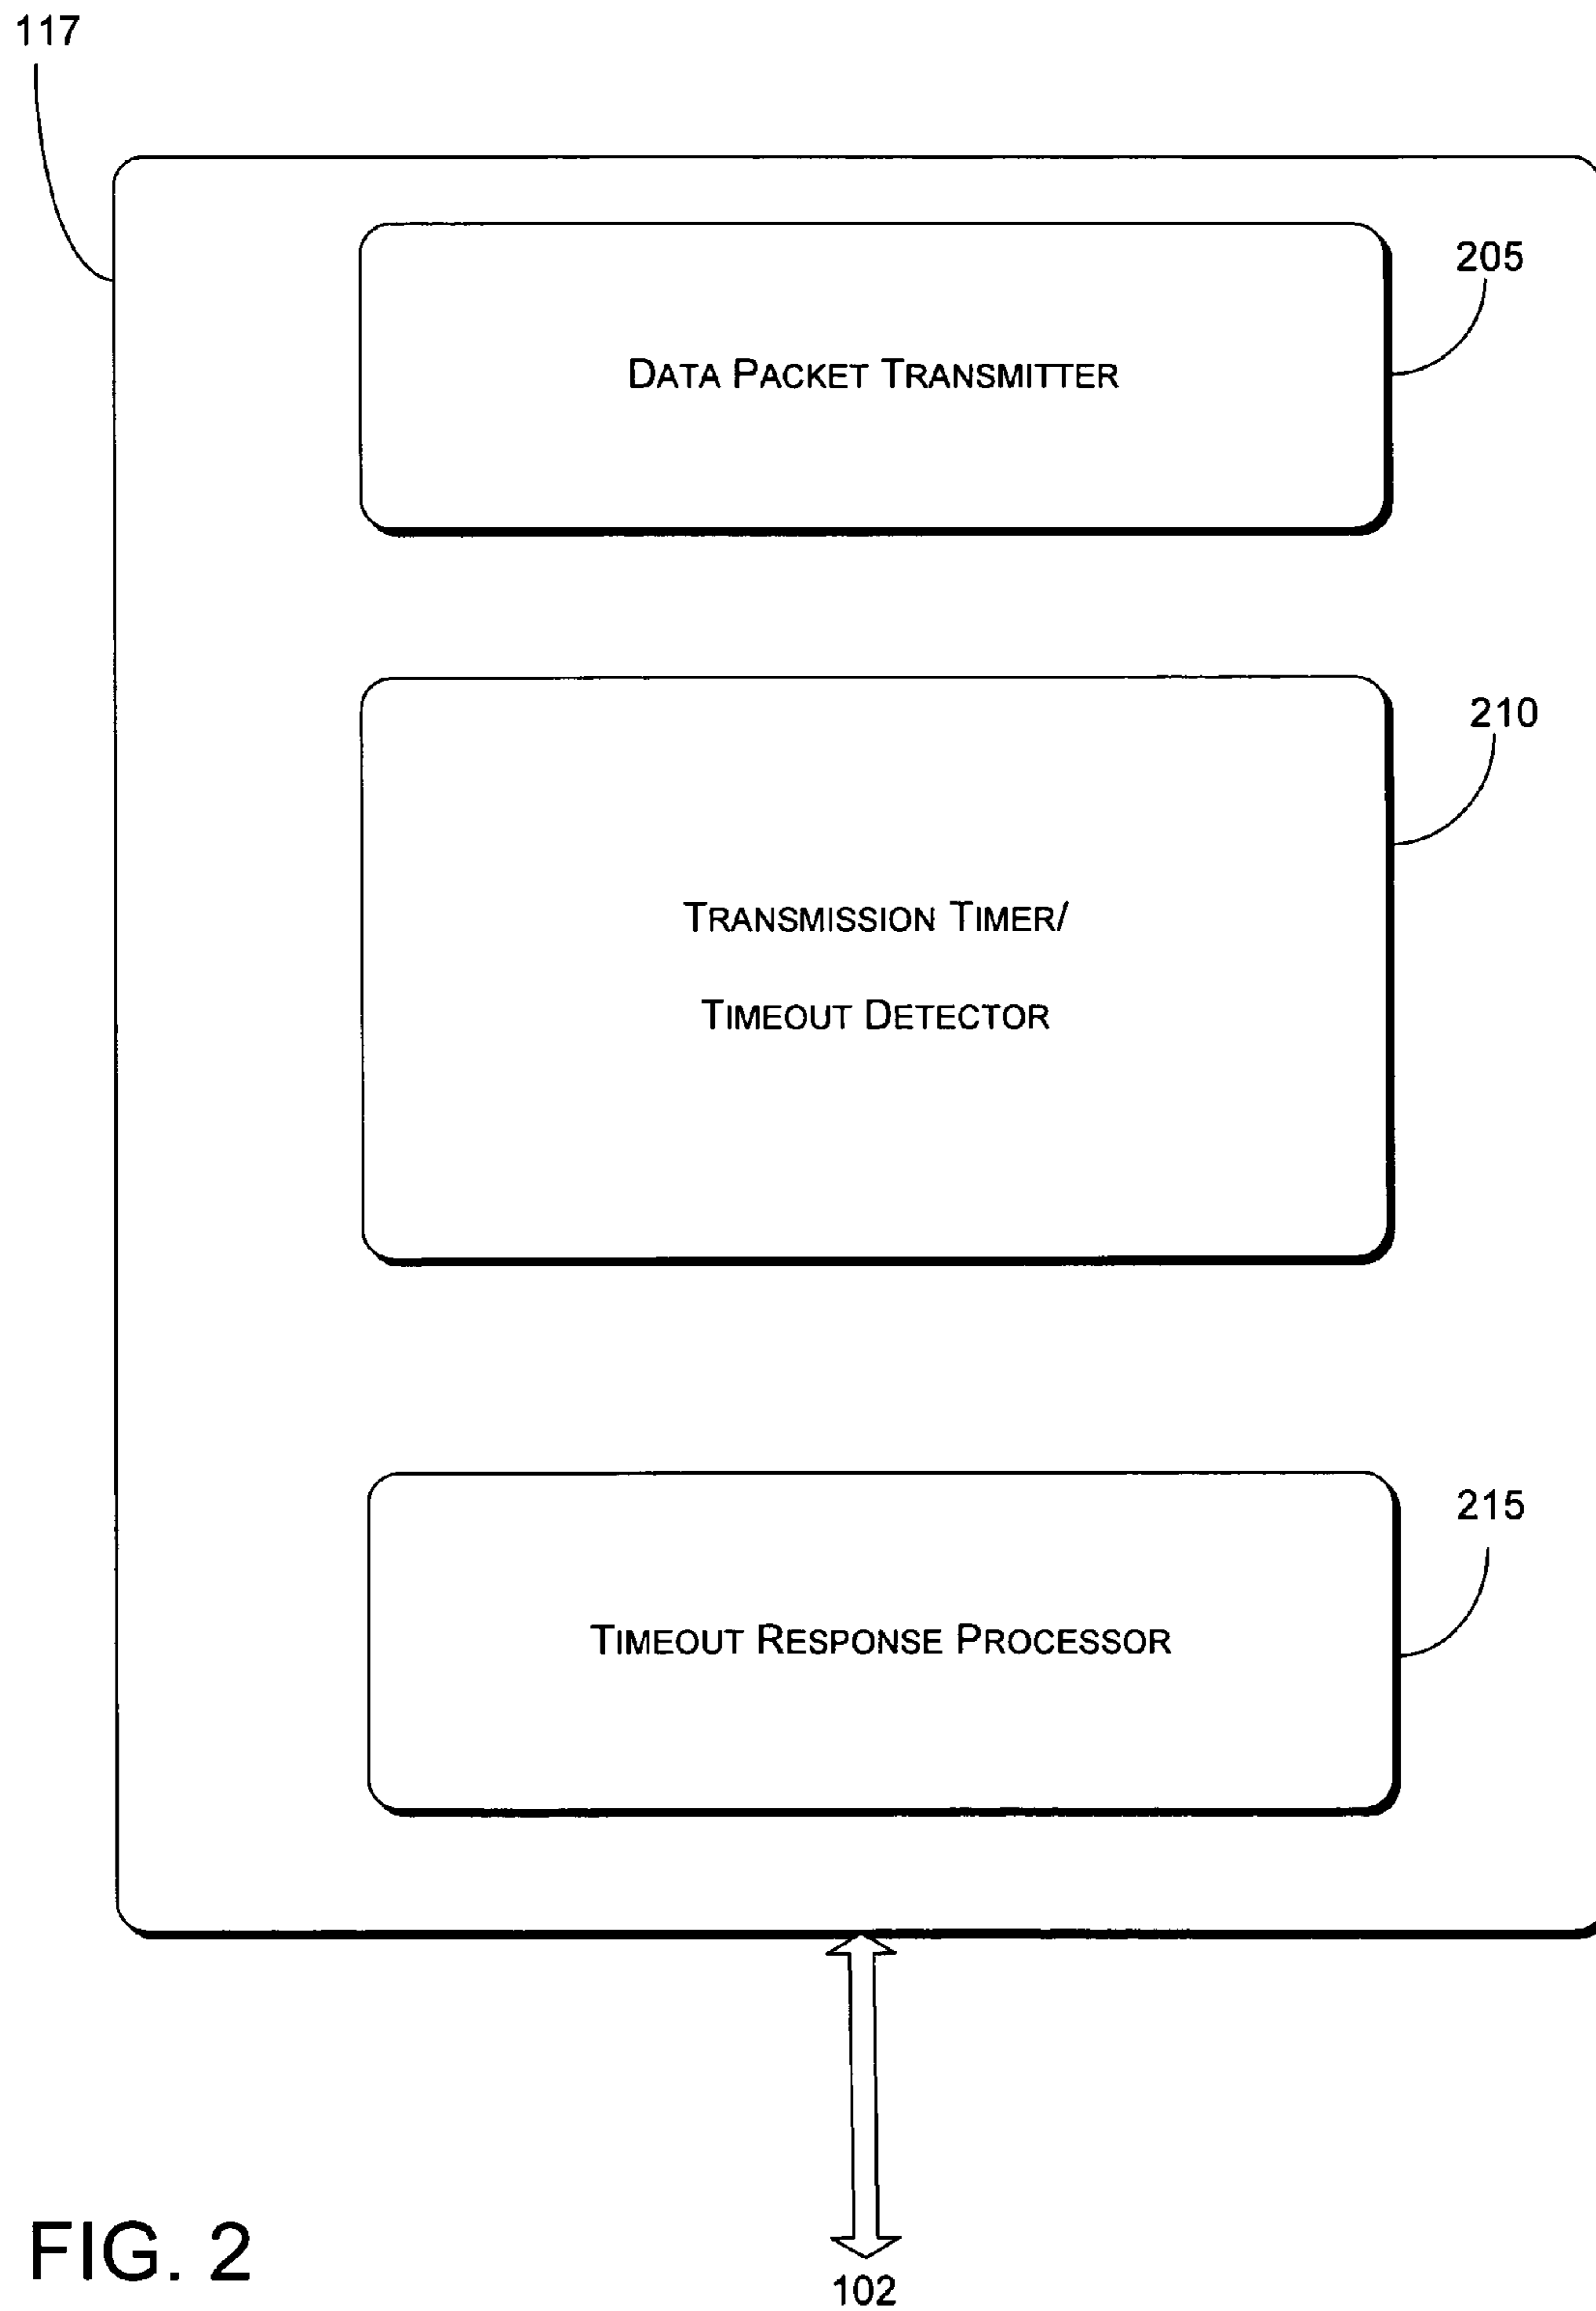 117
205
DATA PACKET TRANSMITTER
210
TRANSMISSION TIMER/
TIMEOUT DETECTOR
215
TIMEOUT RESPONSE PROCESSOR
FIG. 2
102